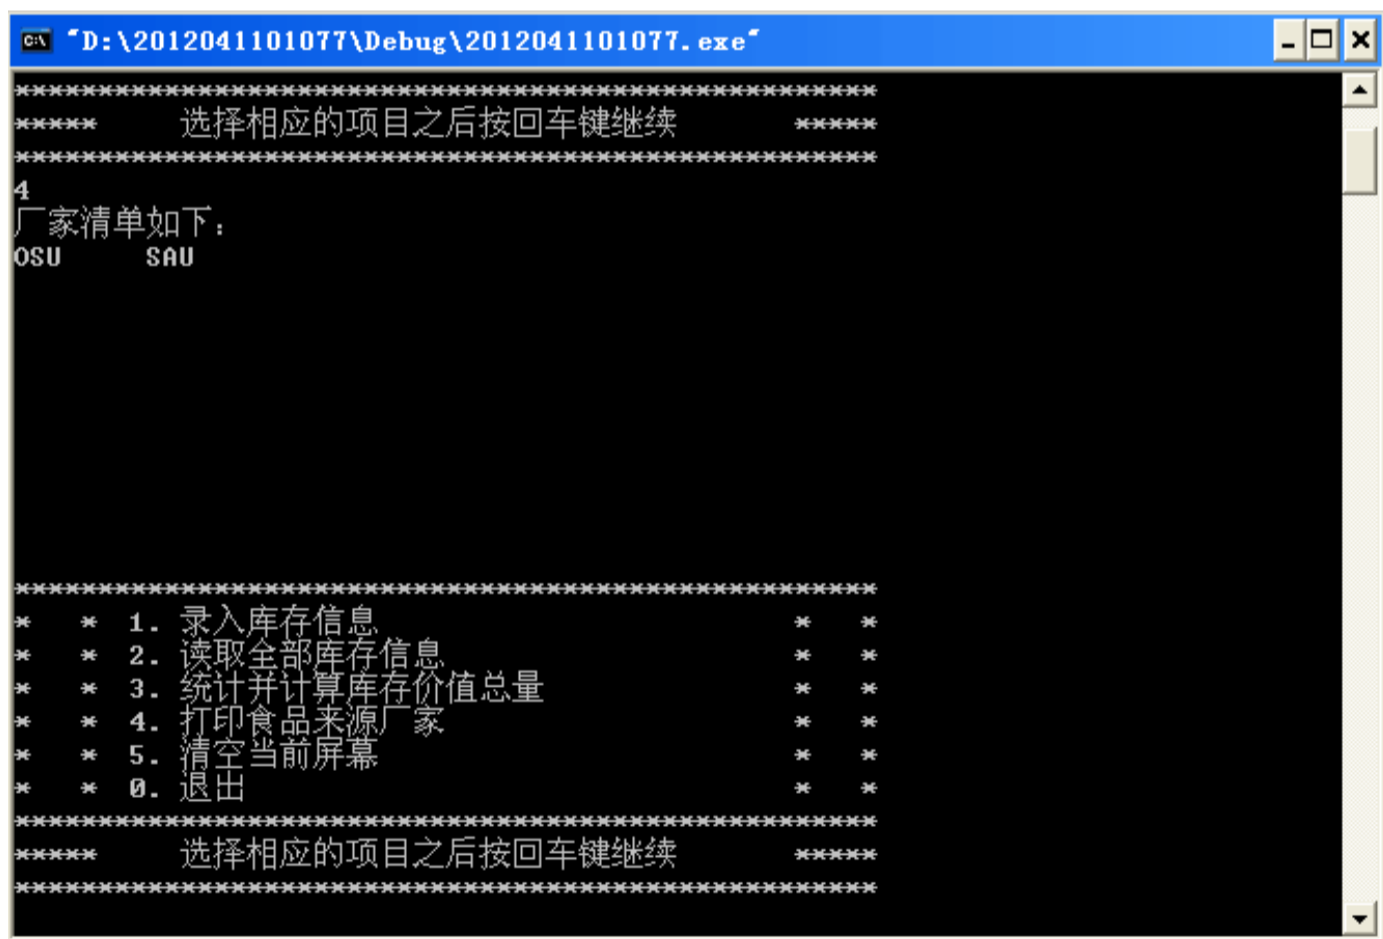 "D:\2012041101077\Debug\2012041101077.exe"
****************************************************
***** 选择相应的项目之后按回车键继续 *****
****************************************************
4
厂家清单如下：
OSU SAU
****************************************************
* * 1. 录入库存信息 * *
* * 2. 读取全部库存信息 * *
* * 3. 统计并计算库存价值总量 * *
* * 4. 打印食品来源厂家 * *
* * 5. 清空当前屏幕 * *
* * 0. 退出 * *
****************************************************
***** 选择相应的项目之后按回车键继续 *****
****************************************************